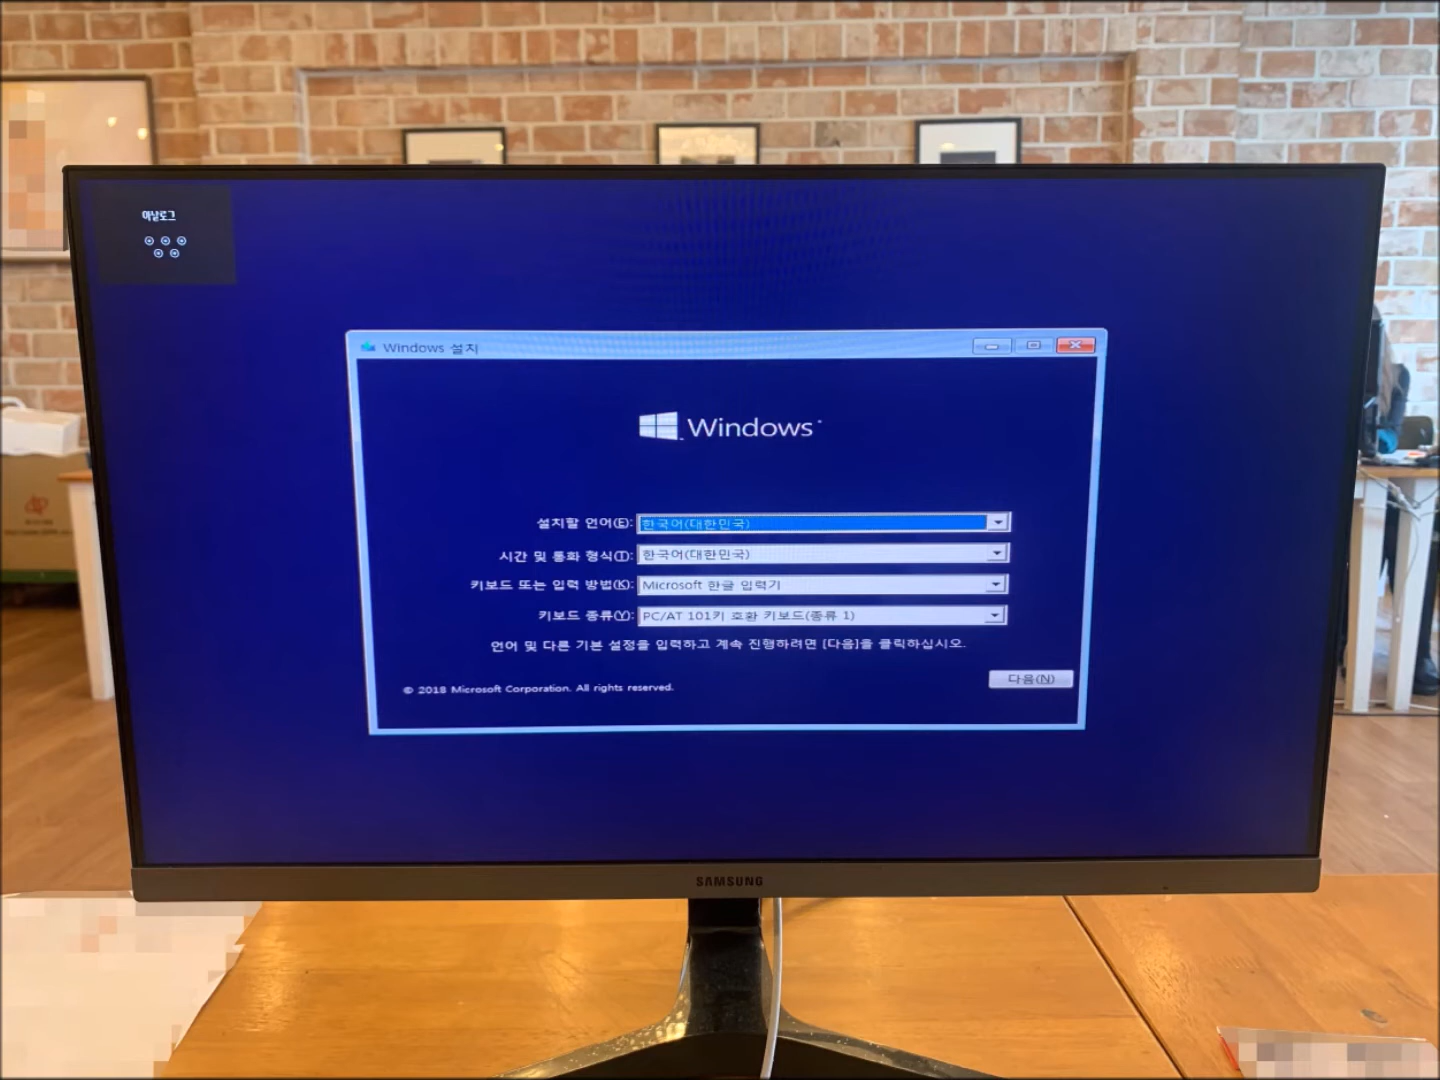 아날로그
Windows 설치
Windows
설치할 언어(E): 한국어(대한민국)
시간 및 통화 형식(T): 한국어(대한민국)
키보드 또는 입력 방법(K): Microsoft 한글 입력기
키보드 종류(Y): PC/AT 101키 호환 키보드(종류 1)
언어 및 다른 기본 설정을 입력하고 계속 진행하려면 [다음]을 클릭하십시오.
다음(N)
© 2018 Microsoft Corporation. All rights reserved.
SAMSUNG